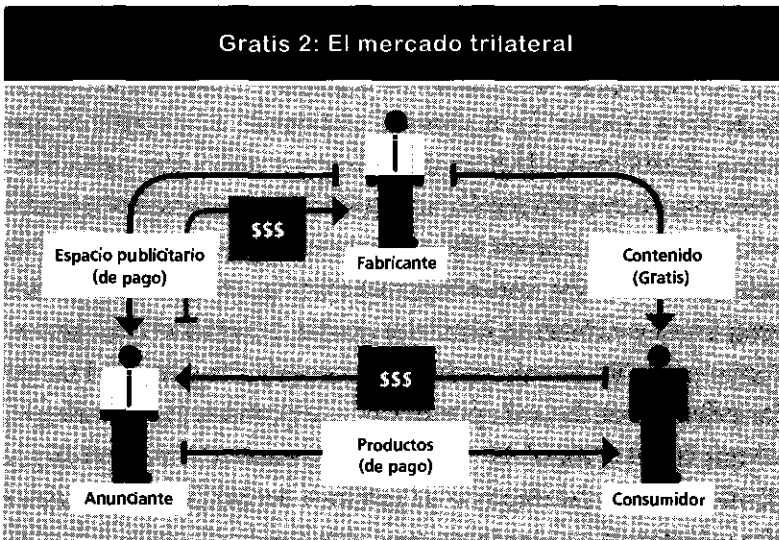 Gratis 2: El mercado trilateral
$$$
Espacio publicitario
(de pago)
Fabricante
Contenido
(Gratis)
$$$
Productos
(de pago)
Anunciante
Consumidor